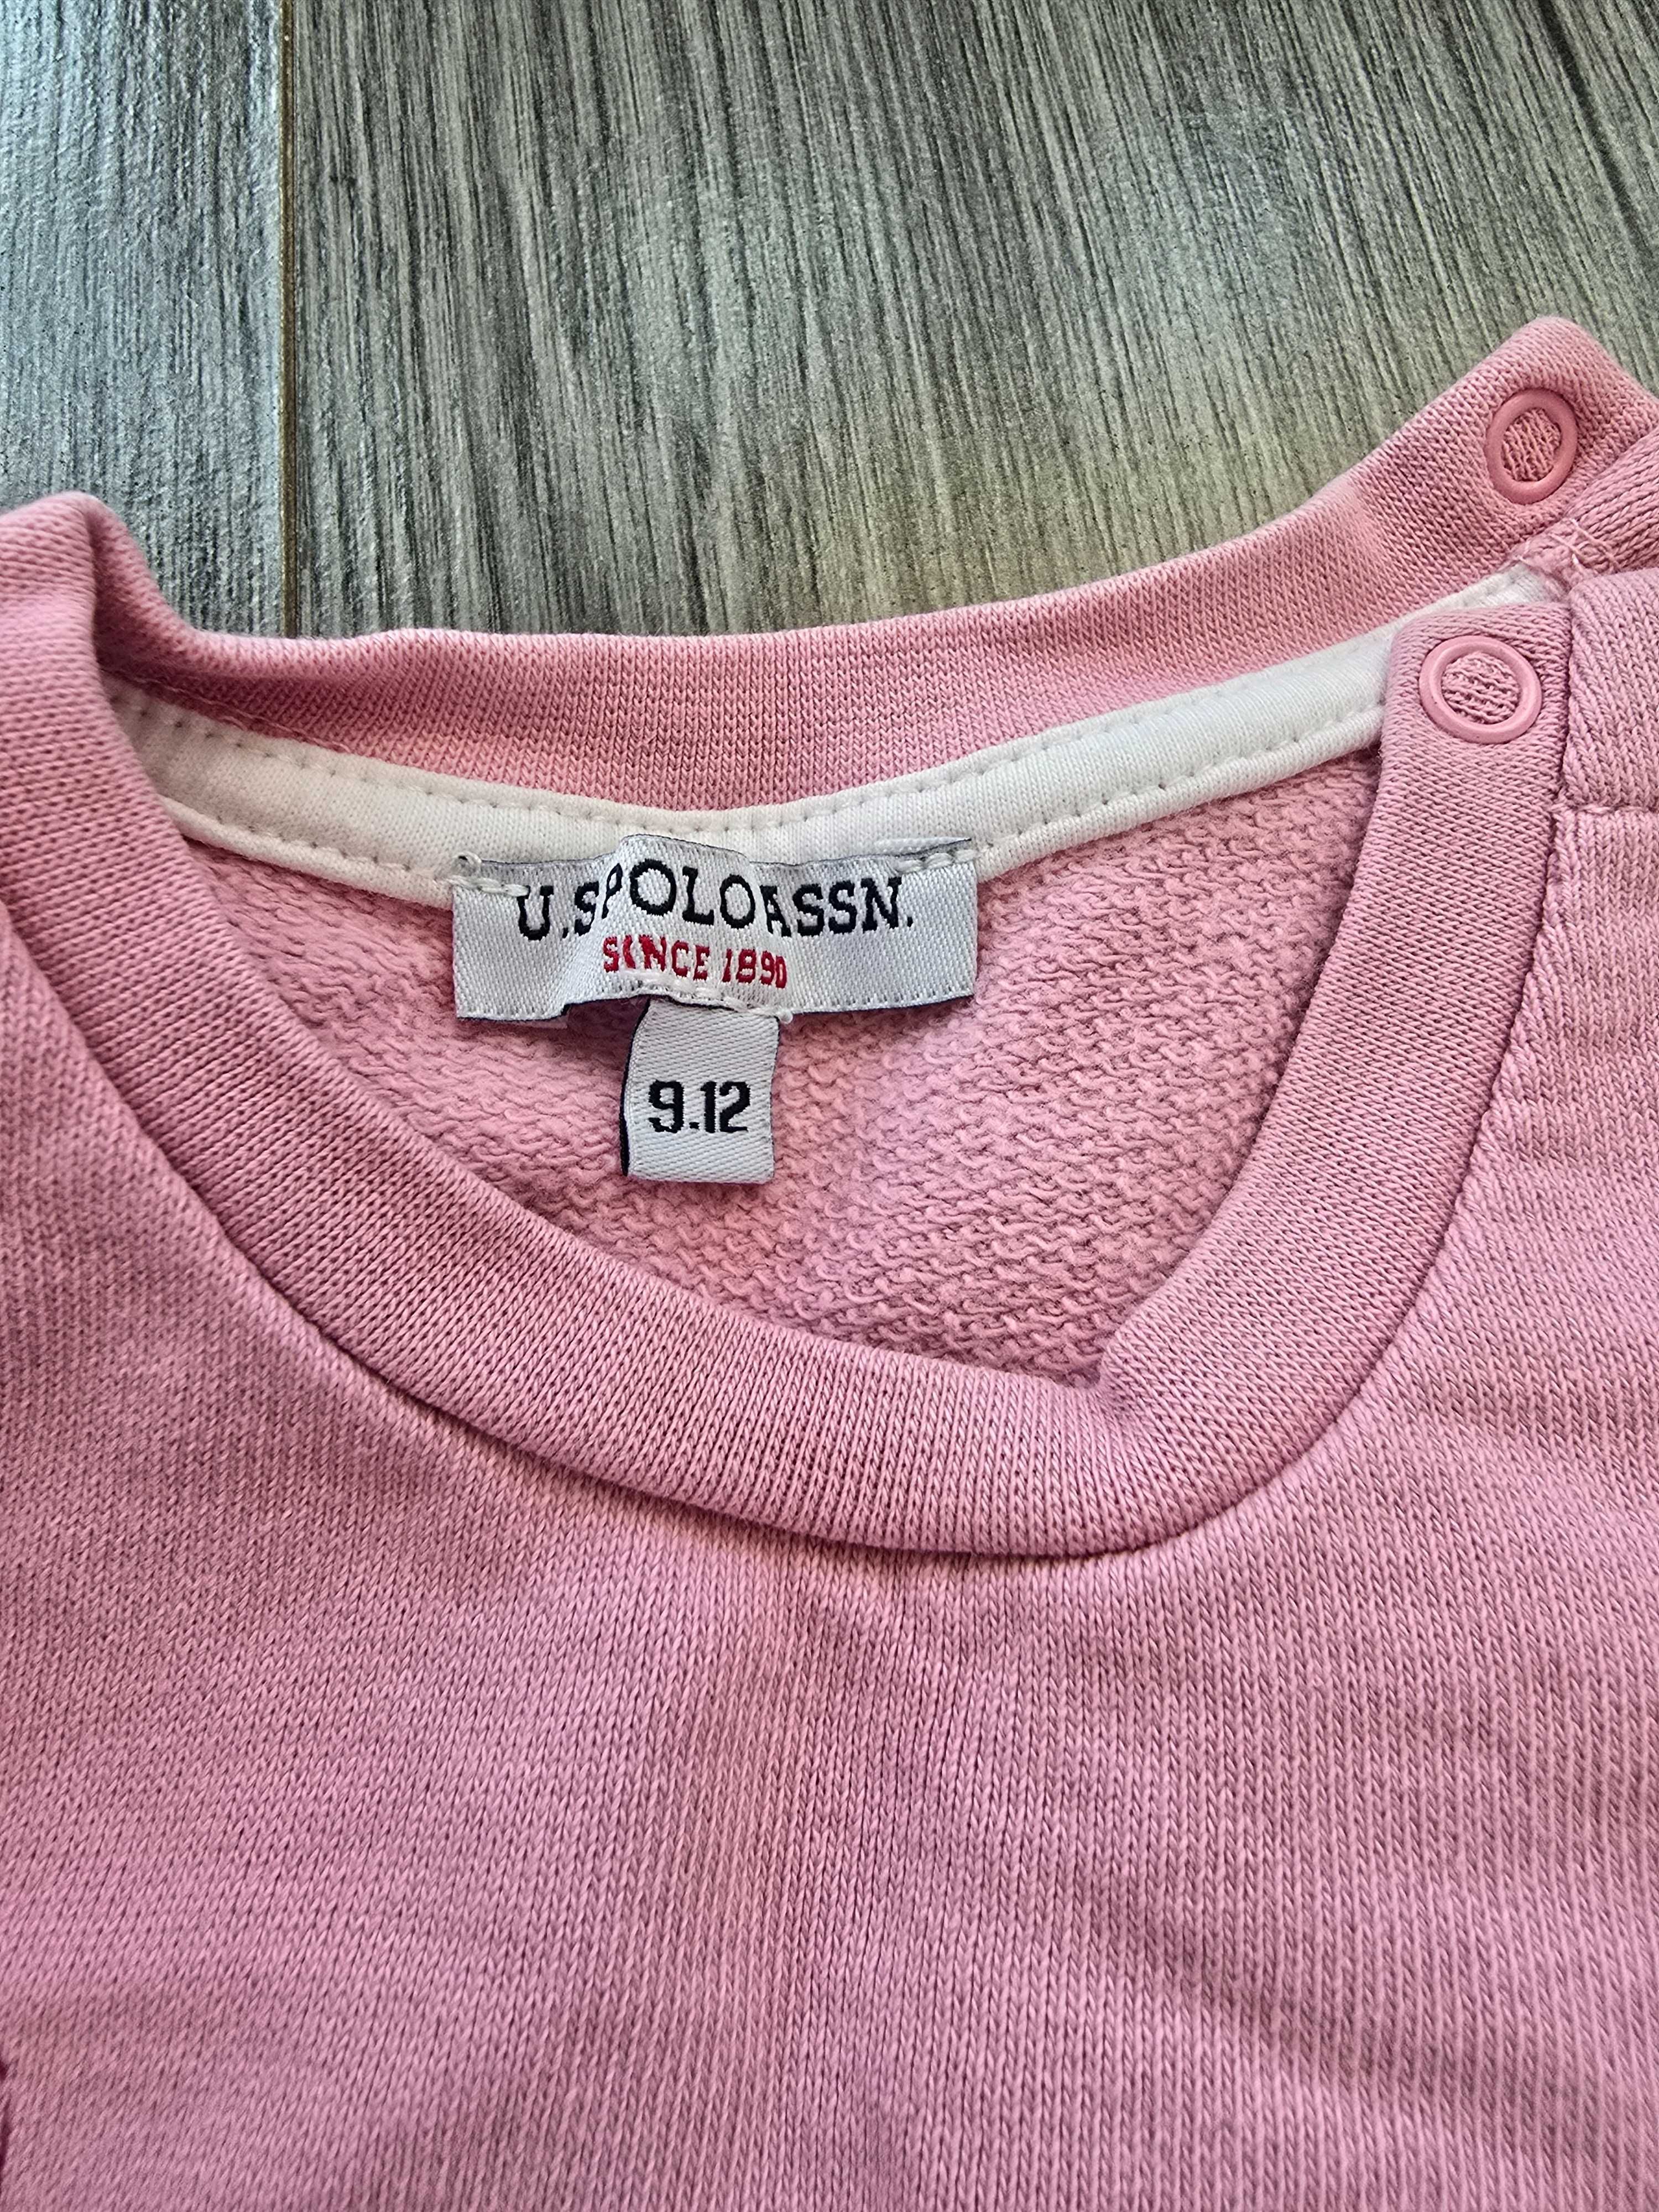 U.S. POLO ASSN.
SINCE 1890
9.12